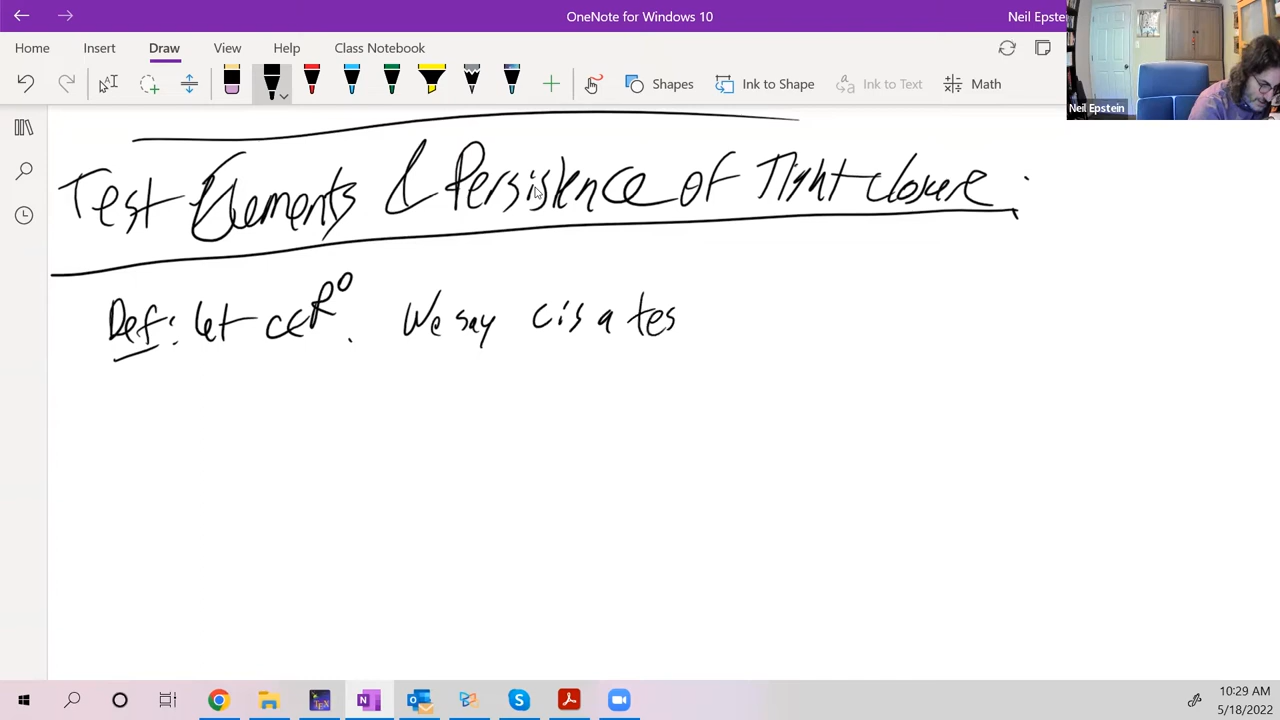 OneNote for Windows 10
Neil Epste
Home Insert Draw View Help Class Notebook
Shapes Ink to Shape Ink to Text Math
Neil Epstein
Test Elements & Persistence of Tight closure.
Def: let c∈R⁰. We say c is a tes
10:29 AM
5/18/2022